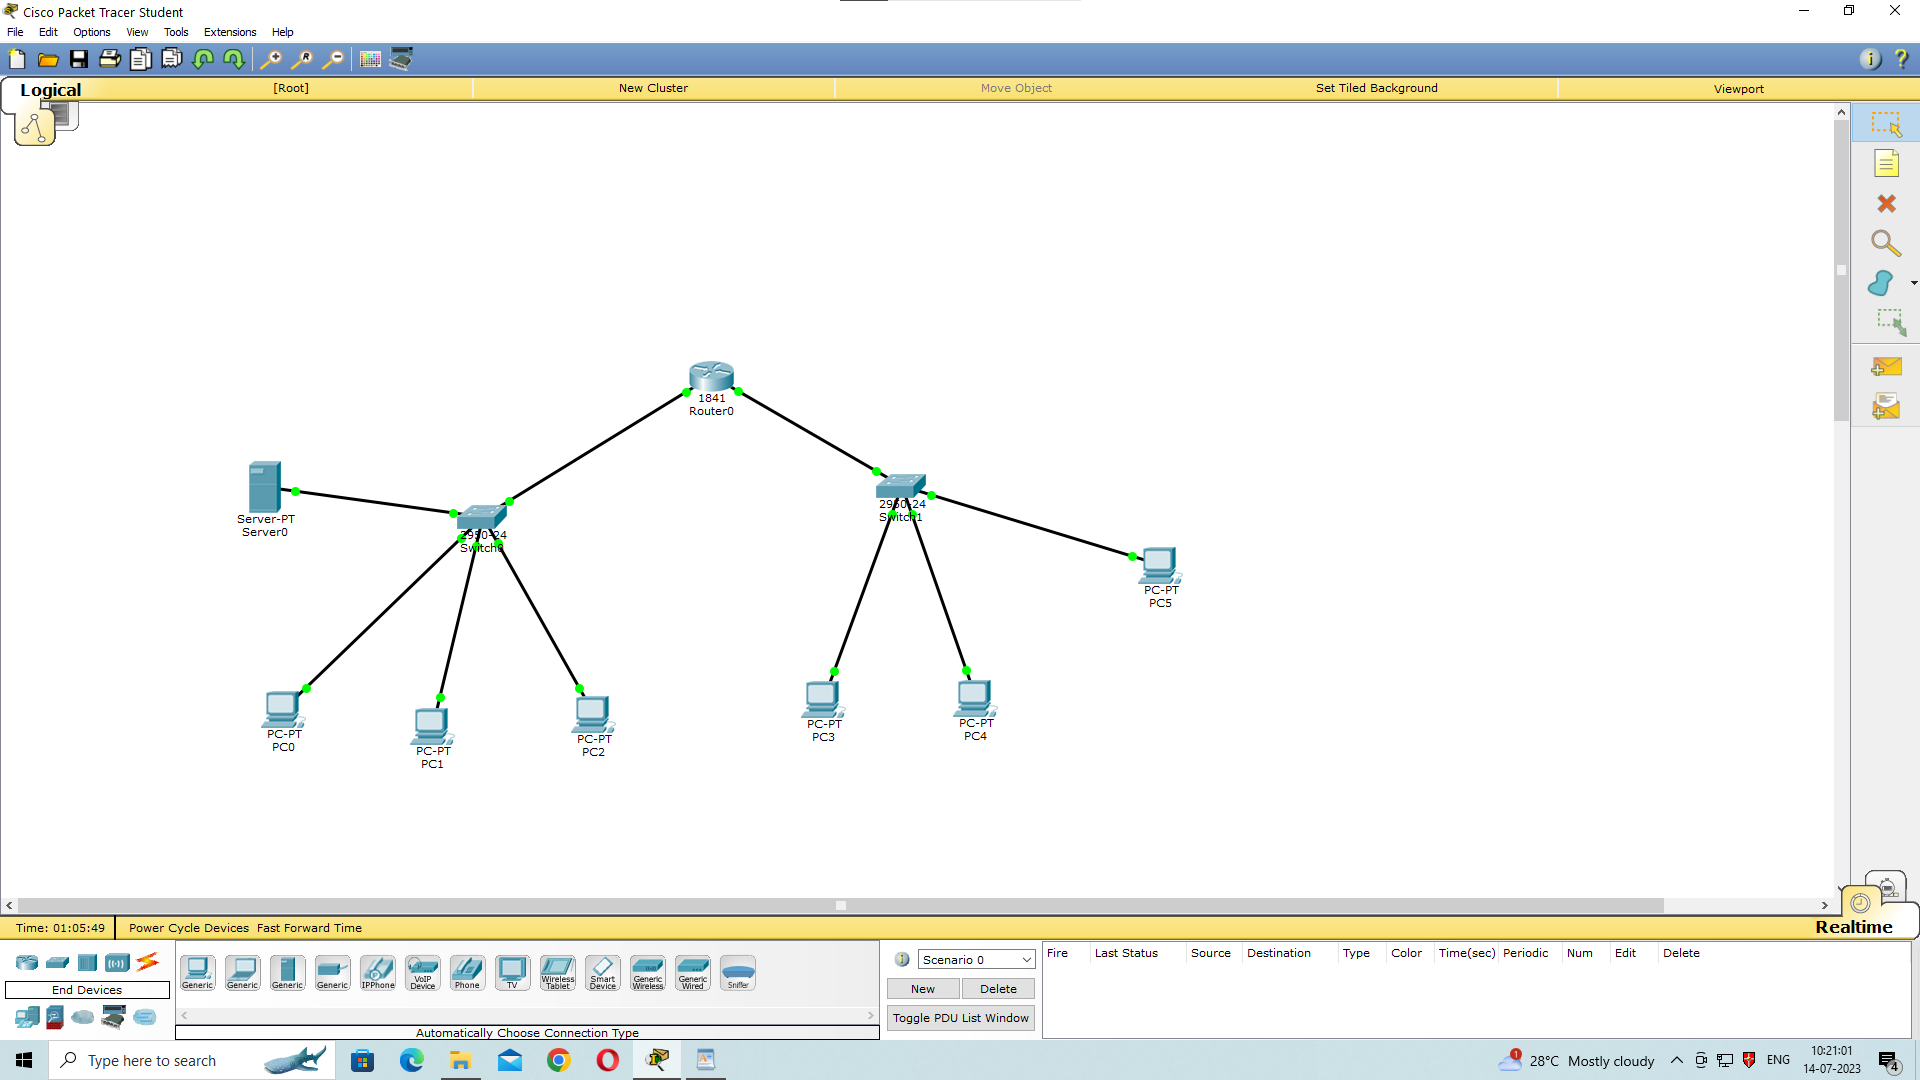 Cisco Packet Tracer Student
File Edit Options View Tools Extensions Help
Logical [Root] New Cluster Move Object Set Tiled Background Viewport
1841
Router0
Server-PT
Server0
2950-24
Switch0
2950-24
Switch1
PC-PT
PC5
PC-PT
PC0
PC-PT
PC1
PC-PT
PC2
PC-PT
PC3
PC-PT
PC4
Time: 01:05:49 Power Cycle Devices Fast Forward Time
Realtime
End Devices
Generic Generic Generic Generic IPPhone VoIP Device Phone TV Wireless Tablet Smart Device Generic Wireless Generic Wired Sniffer
Automatically Choose Connection Type
Scenario 0
New Delete
Toggle PDU List Window
Fire Last Status Source Destination Type Color Time(sec) Periodic Num Edit Delete
Type here to search
1
28°C Mostly cloudy
ENG
10:21:01
14-07-2023
4